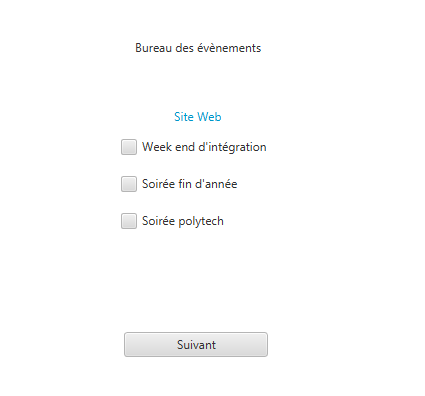 Bureau des évènements
Site Web
Week end d'intégration
Soirée fin d'année
Soirée polytech
Suivant